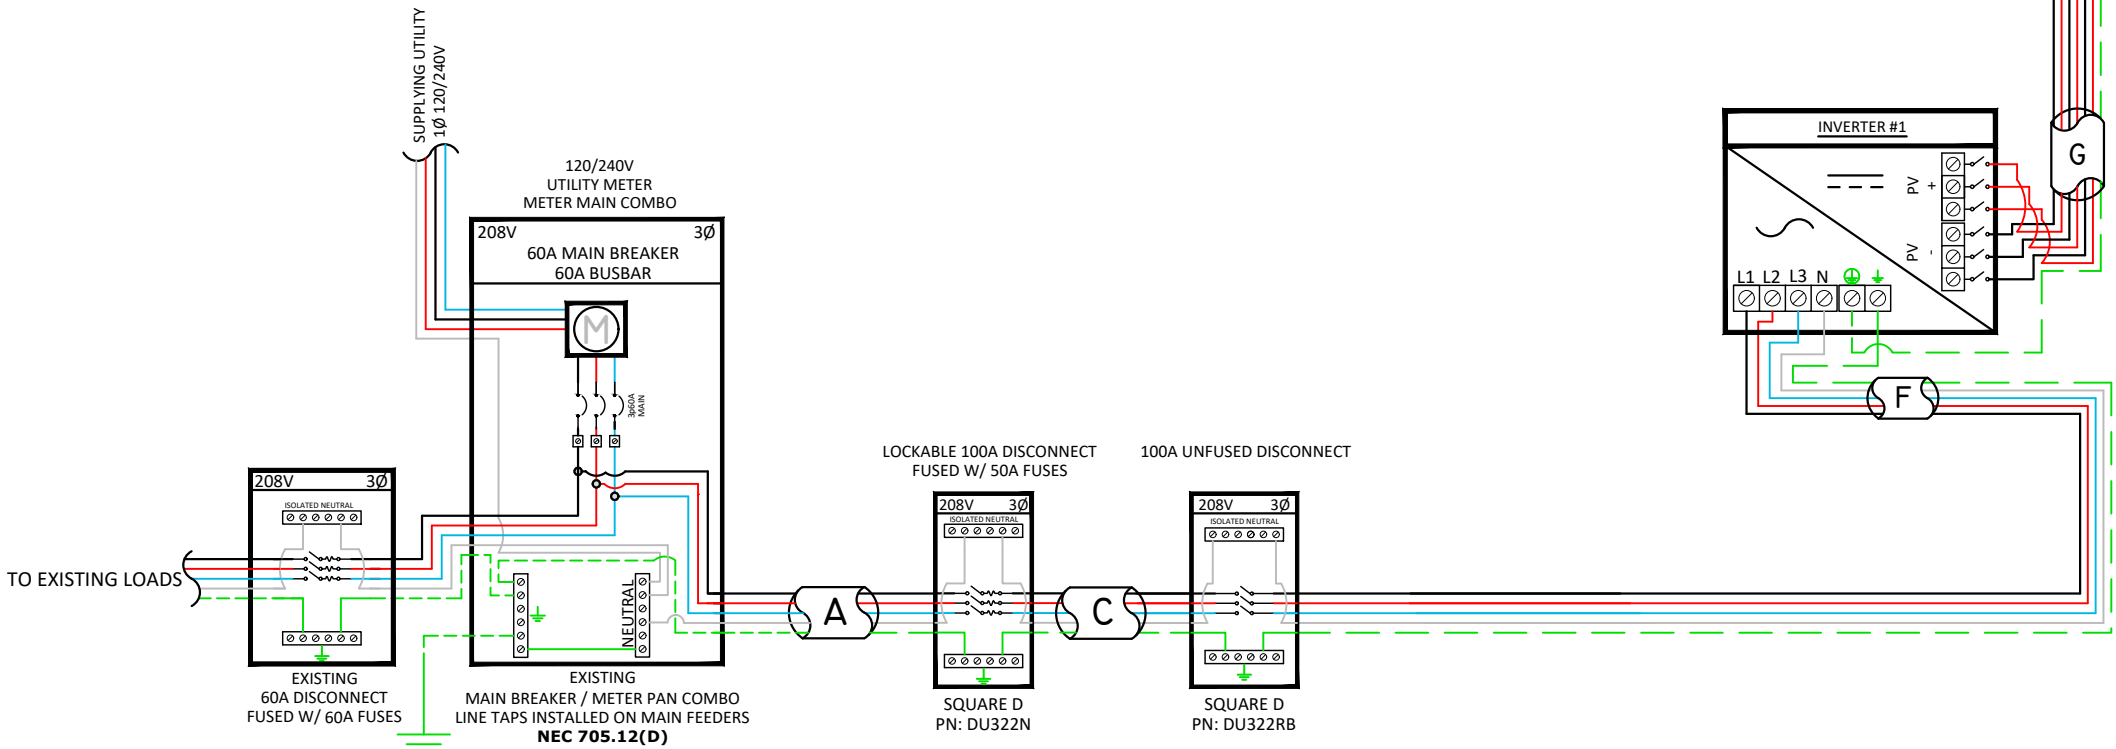 SUPPLYING UTILITY
1Ø 120/240V
120/240V
UTILITY METER
METER MAIN COMBO
208V 3Ø
60A MAIN BREAKER
60A BUSBAR
M
3p60A
MAIN
NEUTRAL
EXISTING
MAIN BREAKER / METER PAN COMBO
LINE TAPS INSTALLED ON MAIN FEEDERS
NEC 705.12(D)
208V 3Ø
ISOLATED NEUTRAL
TO EXISTING LOADS
EXISTING
60A DISCONNECT
FUSED W/ 60A FUSES
A
LOCKABLE 100A DISCONNECT
FUSED W/ 50A FUSES
208V 3Ø
ISOLATED NEUTRAL
SQUARE D
PN: DU322N
C
100A UNFUSED DISCONNECT
208V 3Ø
ISOLATED NEUTRAL
SQUARE D
PN: DU322RB
INVERTER #1
PV +
PV -
L1 L2 L3 N
F
G